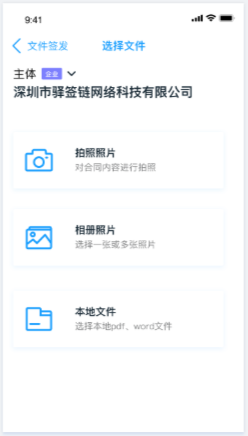 9:41
文件签发 选择文件
主体 企业
深圳市驿签链网络科技有限公司
拍照照片
对合同内容进行拍照
相册照片
选择一张或多张照片
本地文件
选择本地pdf、word文件